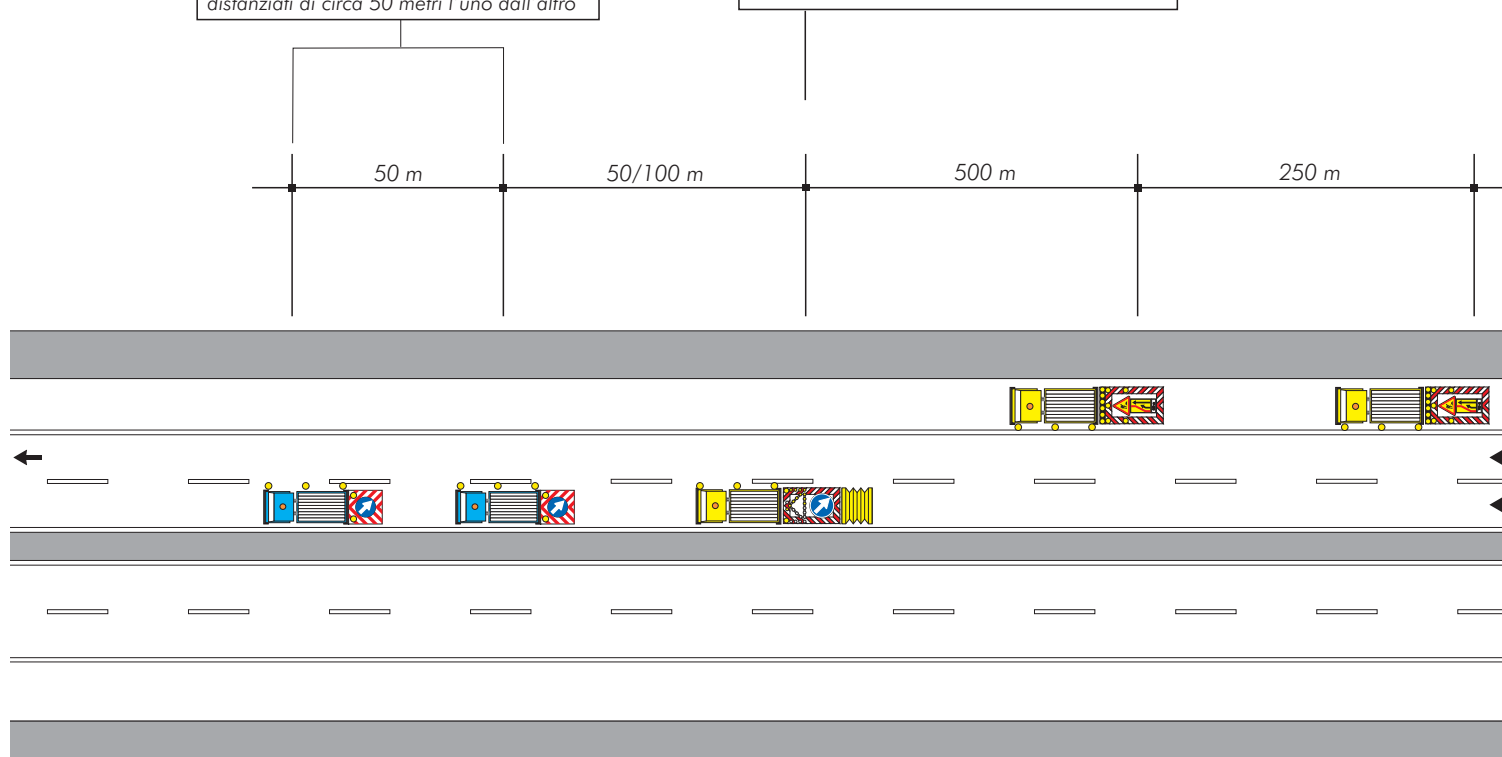 distanziati di circa 50 metri l'uno dall'altro
50 m
50/100 m
500 m
250 m